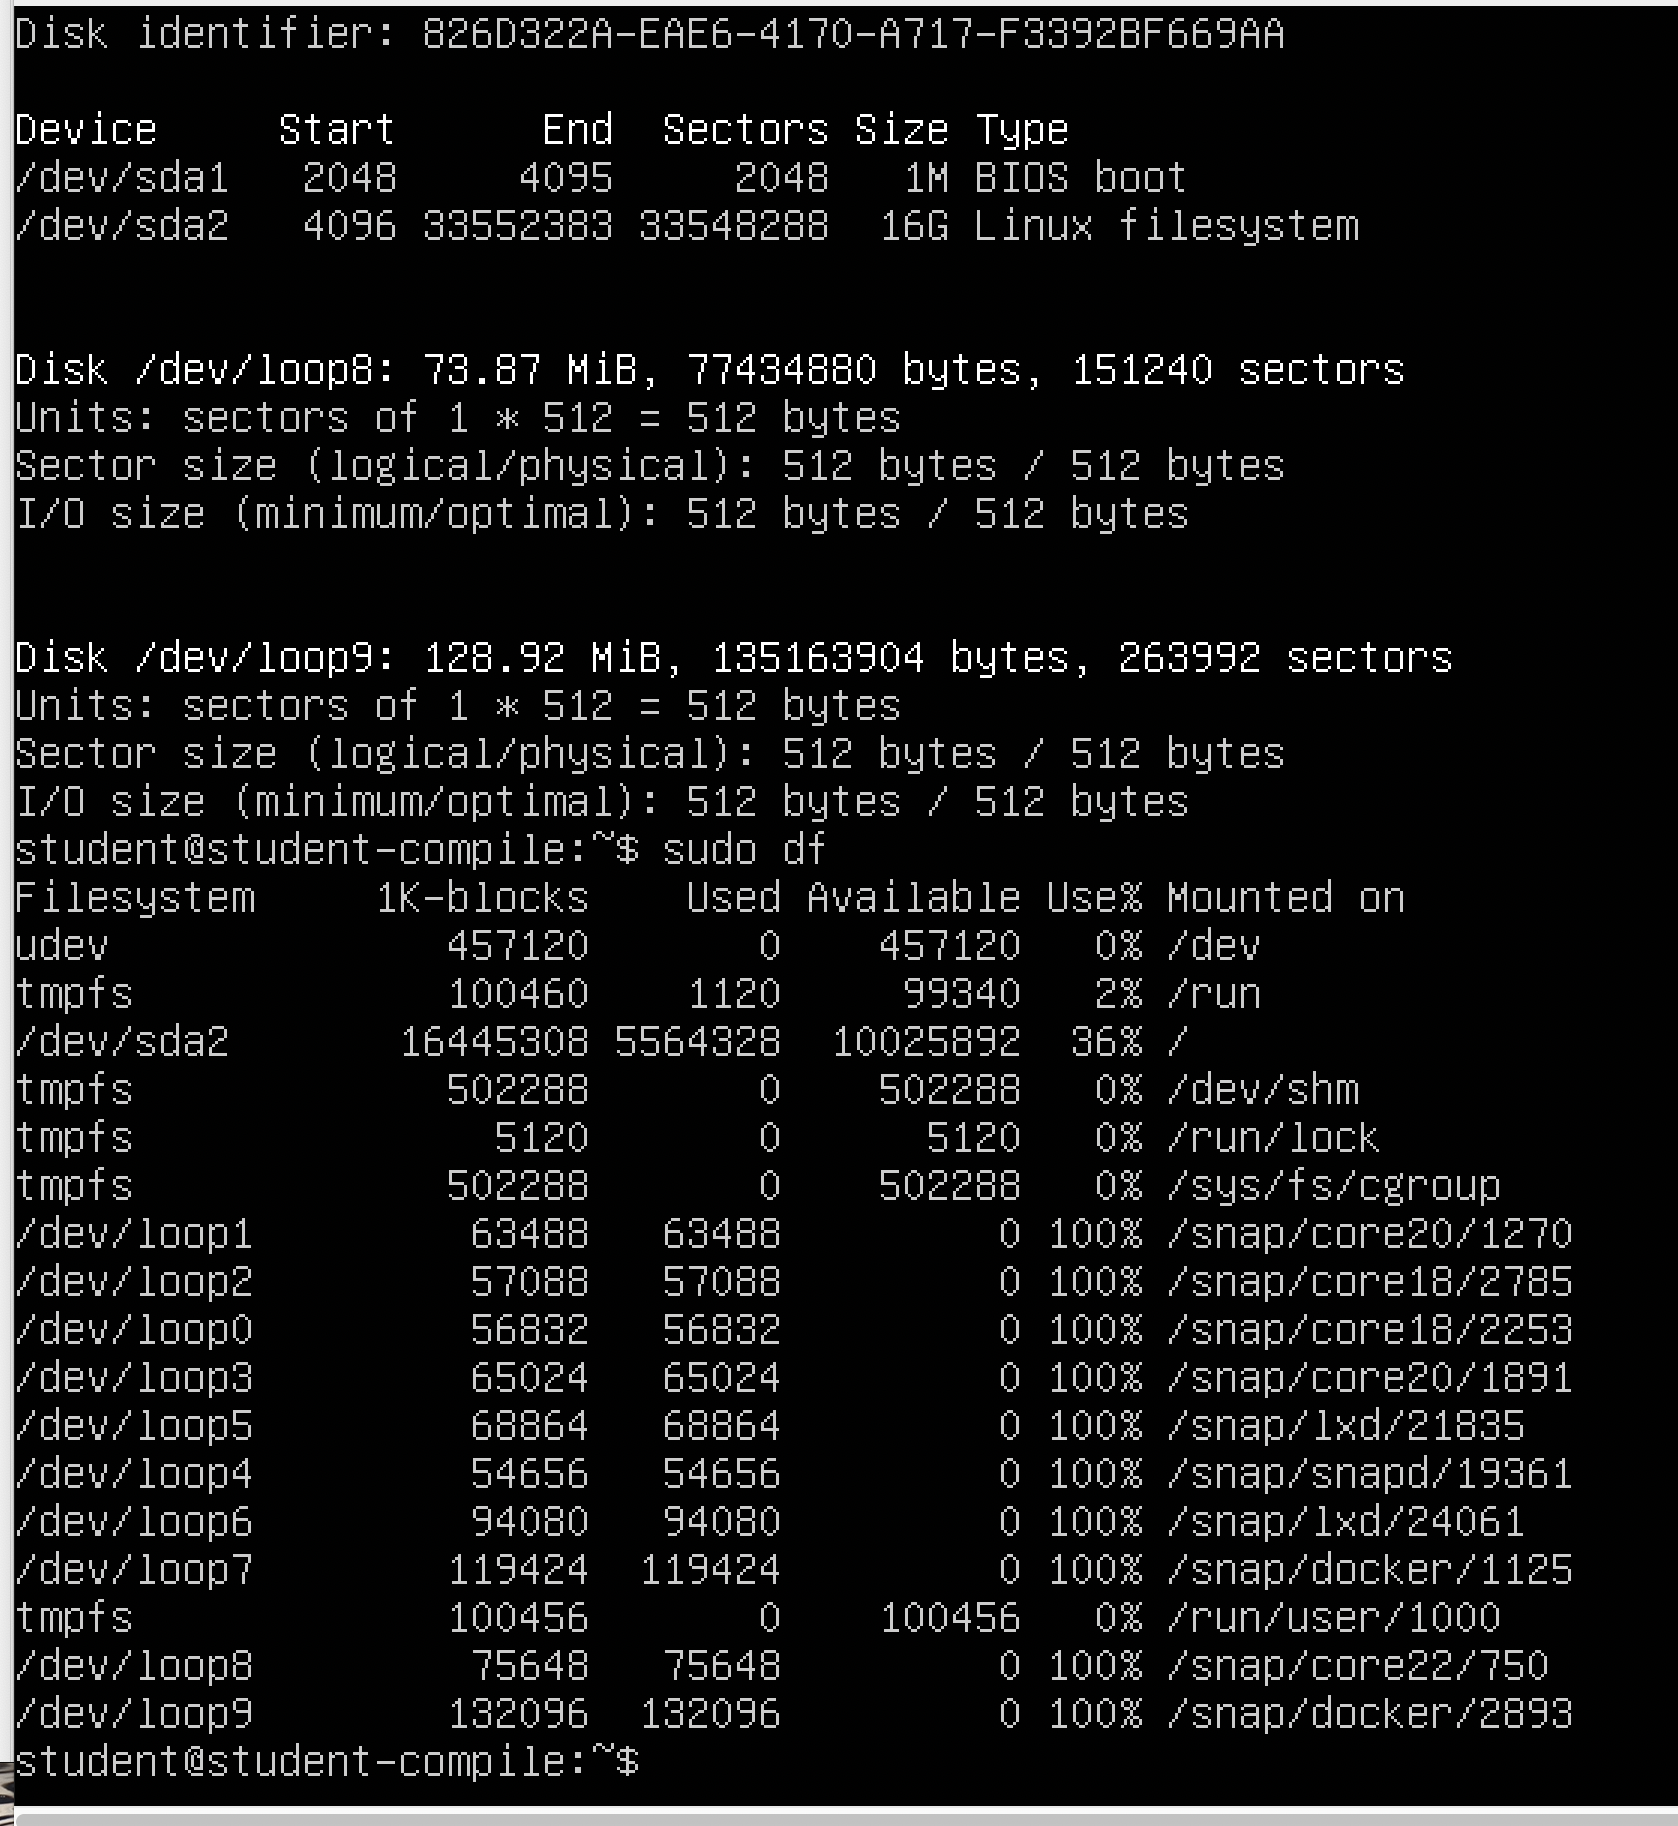 Disk identifier: 826D322A-EAE6-4170-A717-F3392BF669AA
Device Start End Sectors Size Type
/dev/sda1 2048 4095 2048 1M BIOS boot
/dev/sda2 4096 33552383 33548288 16G Linux filesystem
Disk /dev/loop8: 73.87 MiB, 77434880 bytes, 151240 sectors
Units: sectors of 1 * 512 = 512 bytes
Sector size (logical/physical): 512 bytes / 512 bytes
I/O size (minimum/optimal): 512 bytes / 512 bytes
Disk /dev/loop9: 128.92 MiB, 135163904 bytes, 263992 sectors
Units: sectors of 1 * 512 = 512 bytes
Sector size (logical/physical): 512 bytes / 512 bytes
I/O size (minimum/optimal): 512 bytes / 512 bytes
student@student-compile:~$ sudo df
Filesystem 1K-blocks Used Available Use% Mounted on
udev 457120 0 457120 0% /dev
tmpfs 100460 1120 99340 2% /run
/dev/sda2 16445308 5564328 10025892 36% /
tmpfs 502288 0 502288 0% /dev/shm
tmpfs 5120 0 5120 0% /run/lock
tmpfs 502288 0 502288 0% /sys/fs/cgroup
/dev/loop1 63488 63488 0 100% /snap/core20/1270
/dev/loop2 57088 57088 0 100% /snap/core18/2785
/dev/loop0 56832 56832 0 100% /snap/core18/2253
/dev/loop3 65024 65024 0 100% /snap/core20/1891
/dev/loop5 68864 68864 0 100% /snap/lxd/21835
/dev/loop4 54656 54656 0 100% /snap/snapd/19361
/dev/loop6 94080 94080 0 100% /snap/lxd/24061
/dev/loop7 119424 119424 0 100% /snap/docker/1125
tmpfs 100456 0 100456 0% /run/user/1000
/dev/loop8 75648 75648 0 100% /snap/core22/750
/dev/loop9 132096 132096 0 100% /snap/docker/2893
student@student-compile:~$